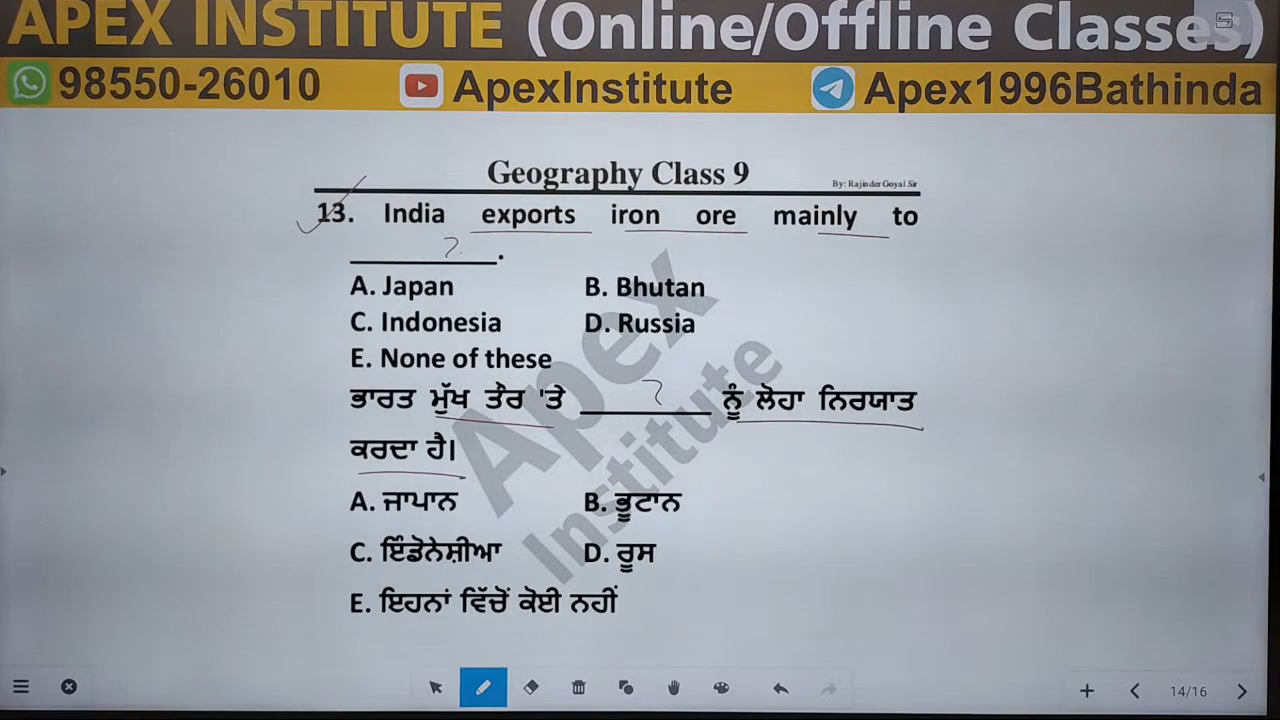 APEX INSTITUTE (Online/Offline Classes)
98550-26010 ApexInstitute Apex1996Bathinda
Geography Class 9
By: Rajinder Goyal Sir
13. India exports iron ore mainly to
?
__________.
A. Japan B. Bhutan
C. Indonesia D. Russia
E. None of these
ਭਾਰਤ ਮੁੱਖ ਤੌਰ 'ਤੇ _________ ? ਨੂੰ ਲੋਹਾ ਨਿਰਯਾਤ
ਕਰਦਾ ਹੈ।
A. ਜਾਪਾਨ B. ਭੂਟਾਨ
C. ਇੰਡੋਨੇਸ਼ੀਆ D. ਰੂਸ
E. ਇਹਨਾਂ ਵਿੱਚੋਂ ਕੋਈ ਨਹੀਂ
Apex
Institute
14/16